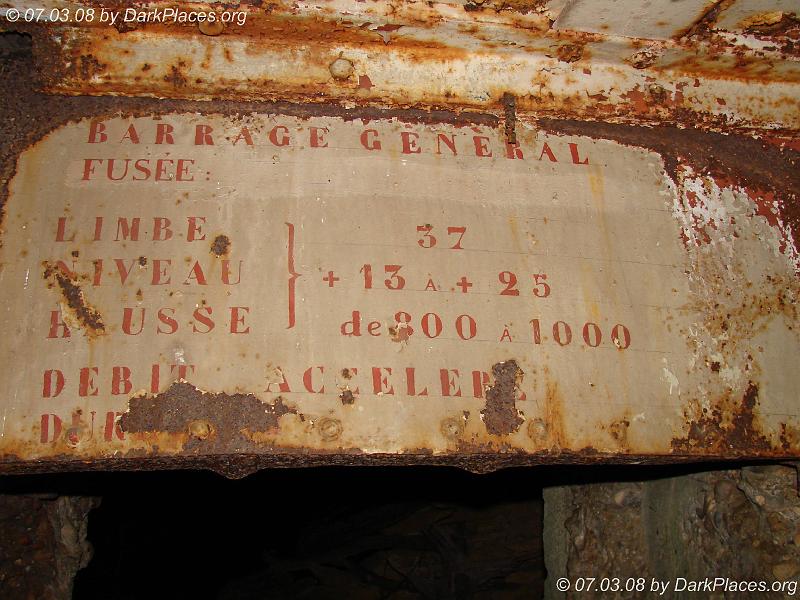 © 07.03.08 by DarkPlaces.org
BARRAGE GÉNÈRAL
FUSÉE:
LIMBE } 37
NIVEAU + 13 A + 25
HAUSSE de 800 À 1000
DEBIT ACCELERE
© 07.03.08 by DarkPlaces.org